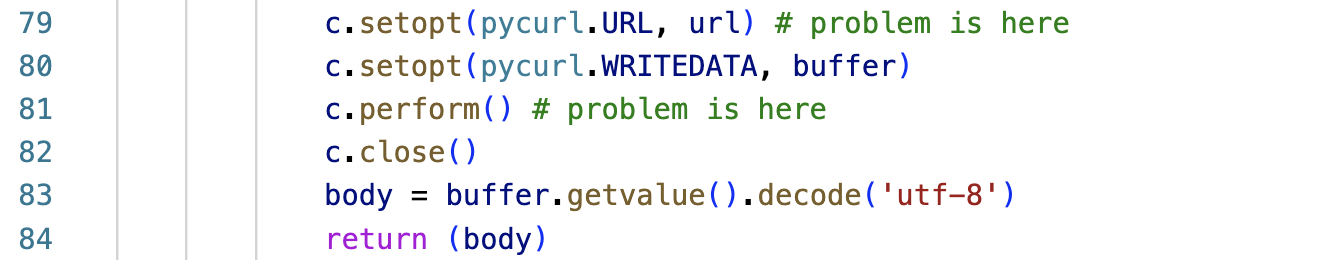 79 c.setopt(pycurl.URL, url) # problem is here
80 c.setopt(pycurl.WRITEDATA, buffer)
81 c.perform() # problem is here
82 c.close()
83 body = buffer.getvalue().decode('utf-8')
84 return (body)